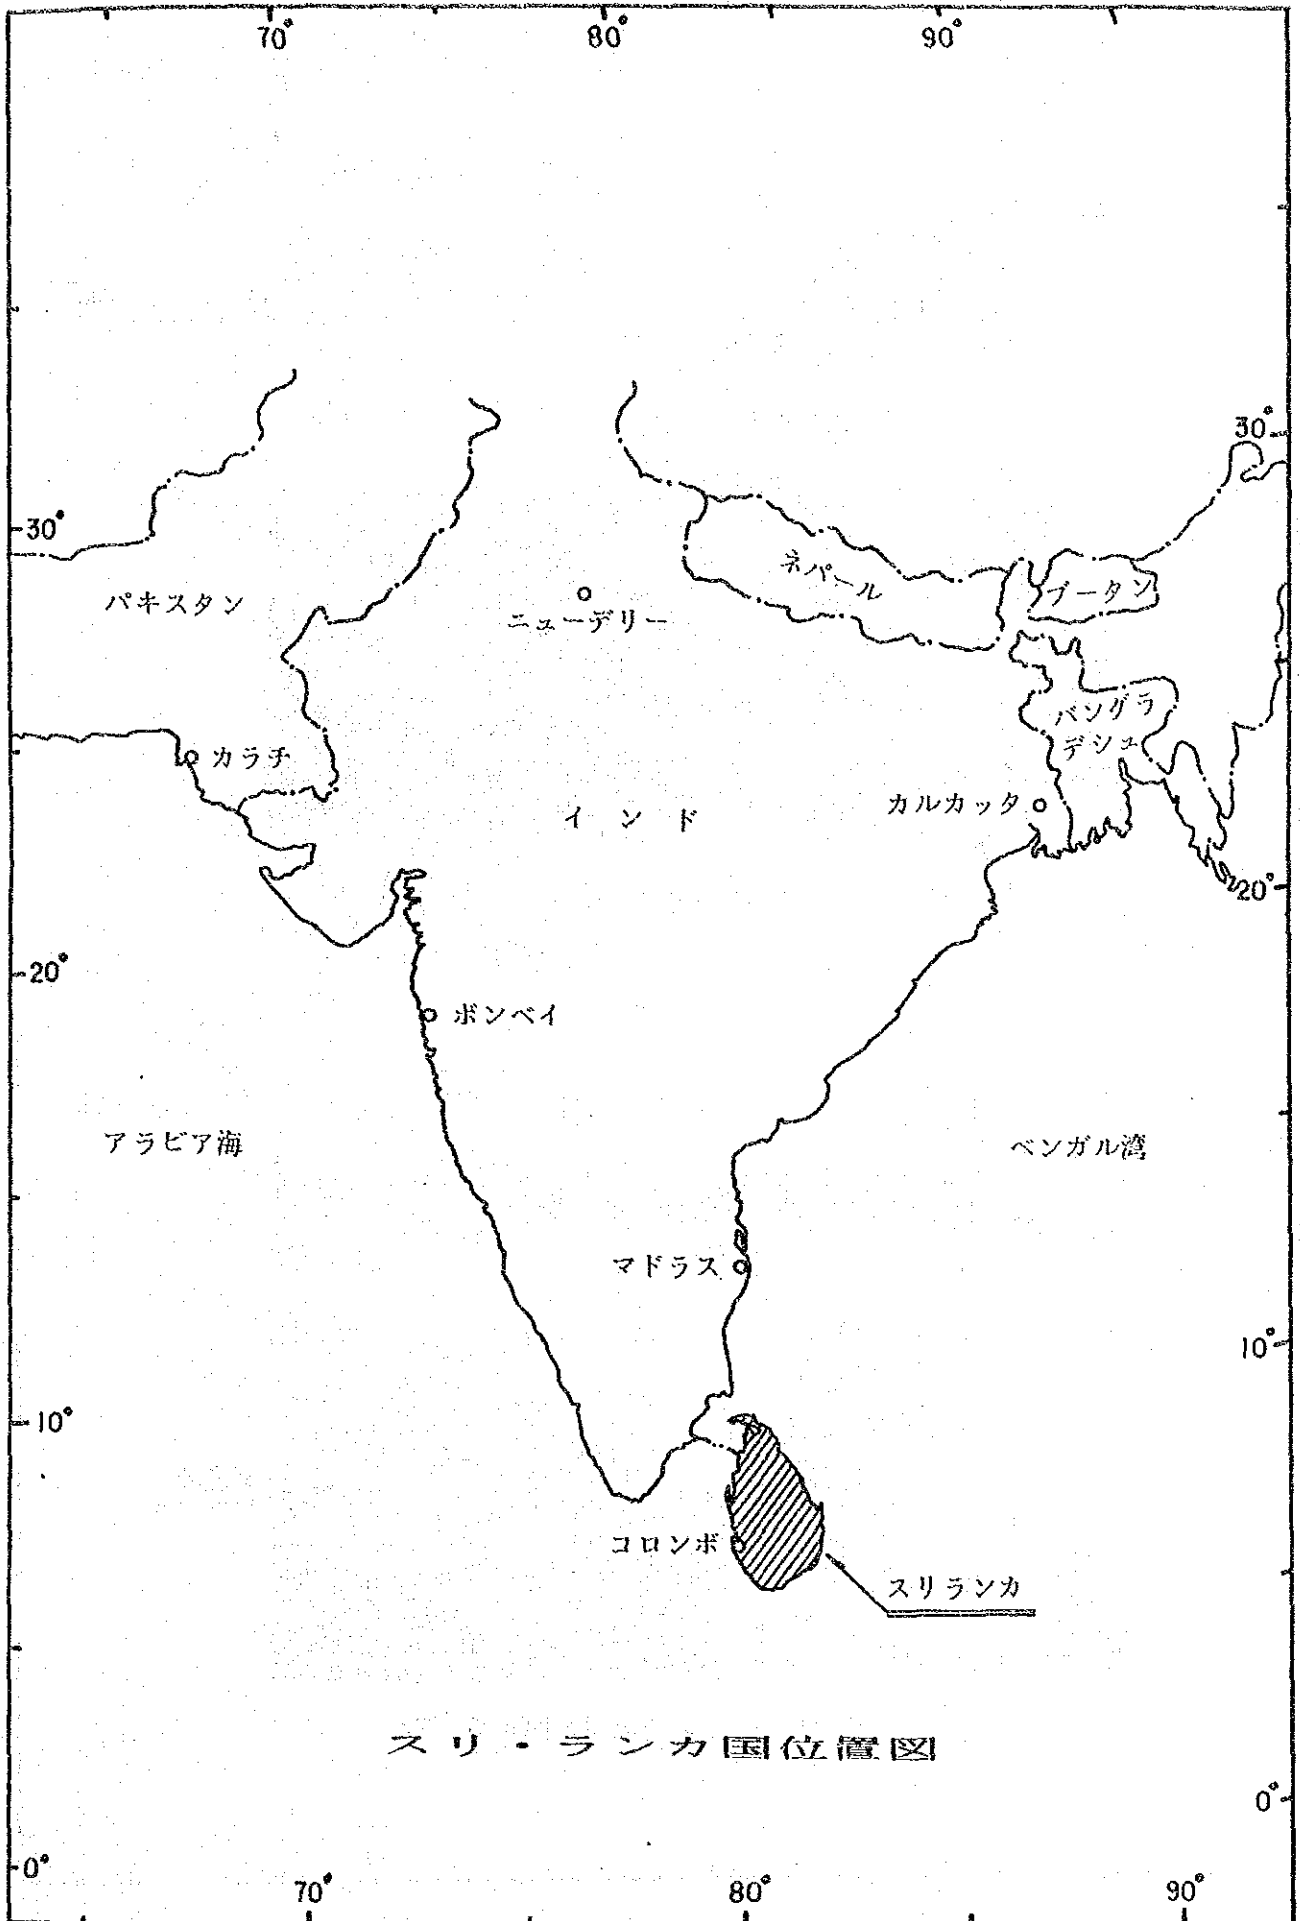 70° 80° 90°
30°
30°
ネパール
ブータン
パキスタン
ニューデリー
バングラ
デシュ
カラチ
カルカッタ
インド
20°
20°
ボンベイ
アラビア海
ベンガル湾
マドラス
10°
10°
コロンボ
スリランカ
スリ・ランカ国位置図
0°
0°
70° 80° 90°